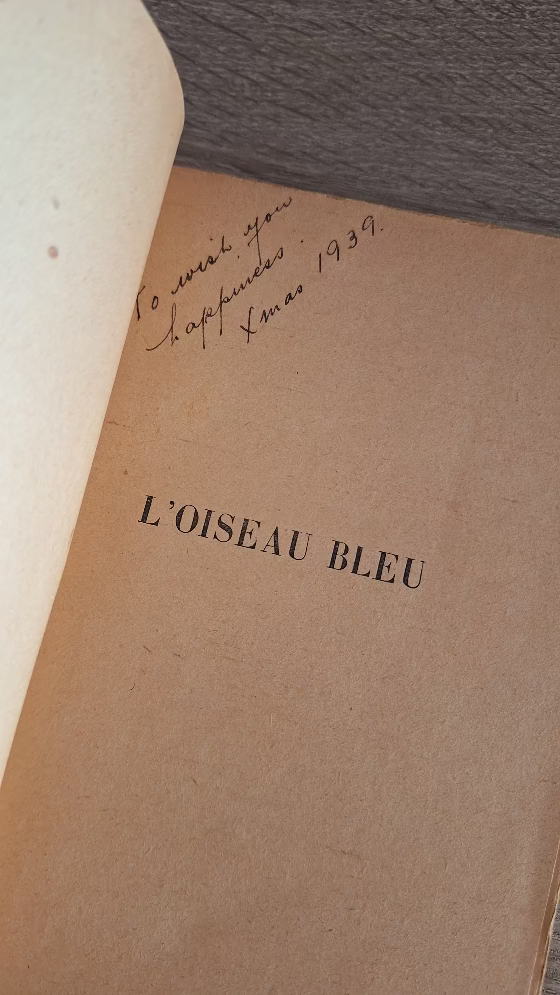 To wish you
happiness.
Xmas 1939.
L'OISEAU BLEU